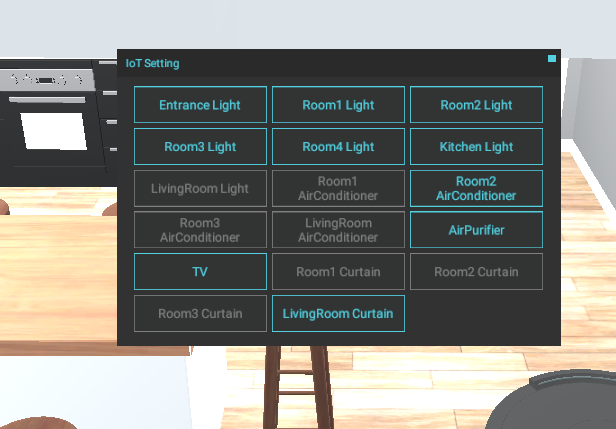 IoT Setting
Entrance Light
Room1 Light
Room2 Light
Room3 Light
Room4 Light
Kitchen Light
LivingRoom Light
Room1
AirConditioner
Room2
AirConditioner
Room3
AirConditioner
LivingRoom
AirConditioner
AirPurifier
TV
Room1 Curtain
Room2 Curtain
Room3 Curtain
LivingRoom Curtain